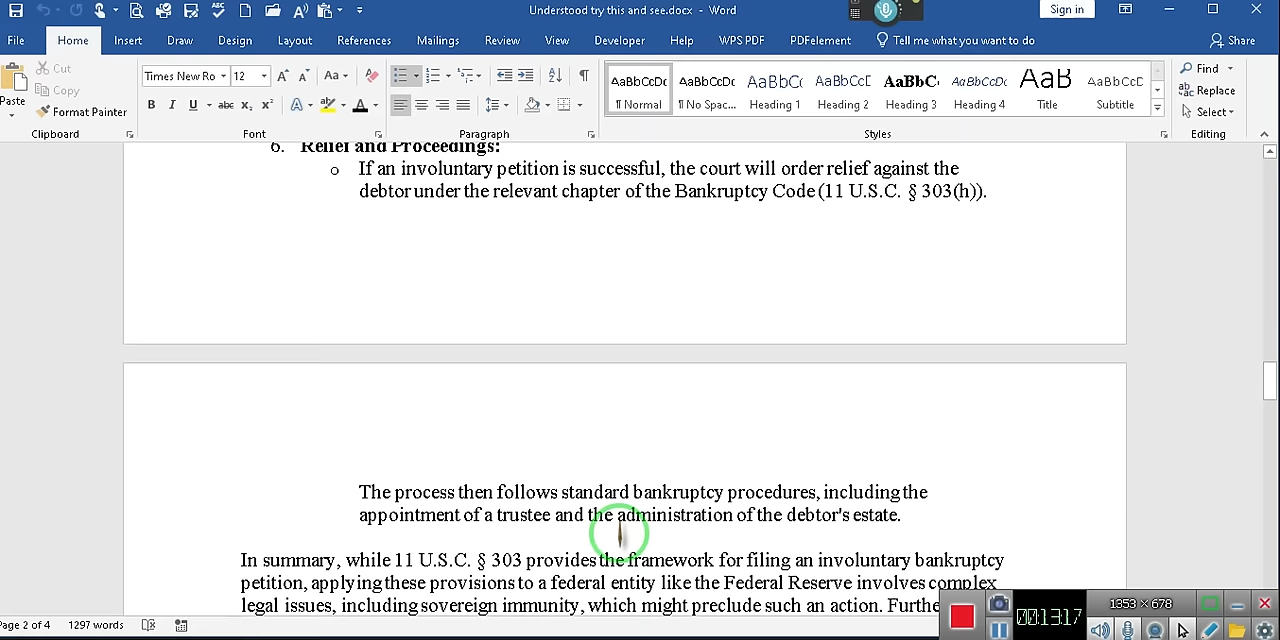 Understood try this and see.docx - Word
Sign in
File Home Insert Draw Design Layout References Mailings Review View Developer Help WPS PDF PDFelement Tell me what you want to do Share
Paste
Cut
Copy
Format Painter
Clipboard
Times New Ro 12
Font
Paragraph
AaBbCcDc ¶ Normal
AaBbCcDc ¶ No Spac...
AaBbCc Heading 1
AaBbCcD Heading 2
AaBbC Heading 3
AaBbCcDc Heading 4
AaB Title
AaBbCcD Subtitle
Styles
Find
Replace
Select
Editing
6. Relief and Proceedings:
o If an involuntary petition is successful, the court will order relief against the
debtor under the relevant chapter of the Bankruptcy Code (11 U.S.C. § 303(h)).
The process then follows standard bankruptcy procedures, including the
appointment of a trustee and the administration of the debtor's estate.
In summary, while 11 U.S.C. § 303 provides the framework for filing an involuntary bankruptcy
petition, applying these provisions to a federal entity like the Federal Reserve involves complex
legal issues, including sovereign immunity, which might preclude such an action. Furthe
1353 × 678
00:13:17
Page 2 of 4 1297 words